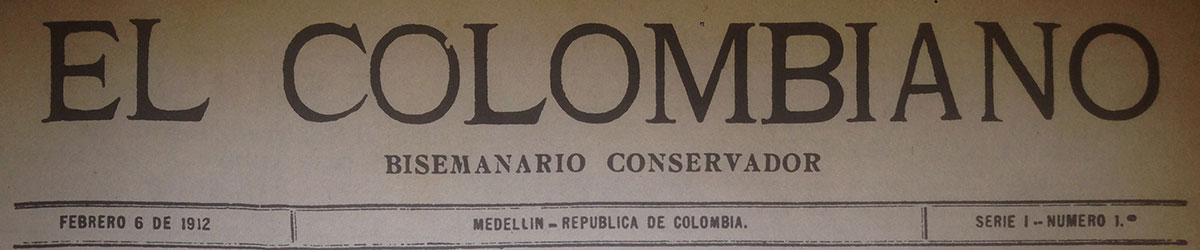 EL COLOMBIANO
BISEMANARIO CONSERVADOR
FEBRERO 6 DE 1912 MEDELLIN - REPUBLICA DE COLOMBIA. SERIE I -- NUMERO 1.º